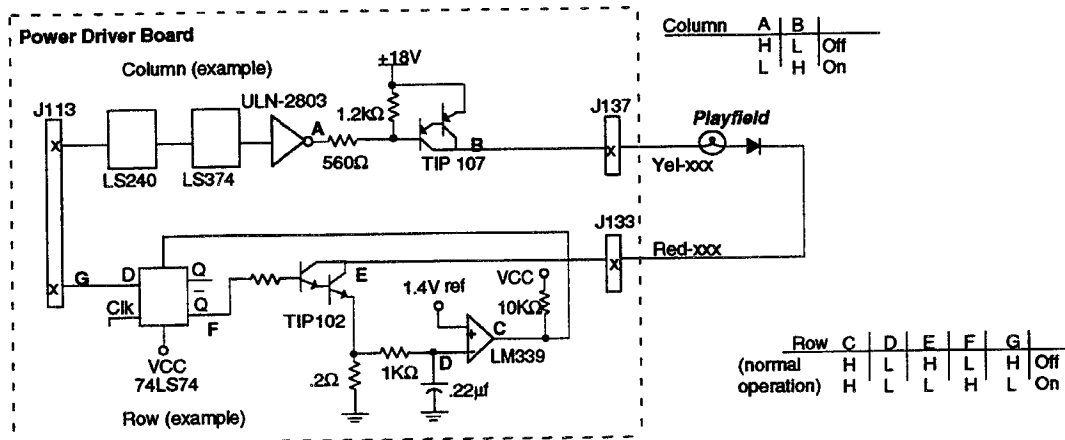 Power Driver Board
Column (example)
±18V
J113
ULN-2803
A
1.2kΩ
560Ω
B
TIP 107
J137
X
X
LS240
LS374
Playfield
Yel-xxx
J133
X
Red-xxx
G
D
Q
Q̅
Clk
F
X
VCC
74LS74
TIP102
E
1.4V ref
VCC
10KΩ
+
C
LM339
-
D
1KΩ
.2Ω
.22µf
Row (example)
Column A B
H L Off
L H On
Row C D E F G
(normal H L H L H Off
operation) H L L H L On